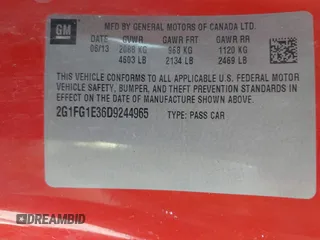 GM
MFD BY GENERAL MOTORS OF CANADA LTD.
DATE GVWR GAWR FRT GAWR RR
06/13 2088 KG 968 KG 1120 KG
4603 LB 2134 LB 2469 LB
THIS VEHICLE CONFORMS TO ALL APPLICABLE U.S. FEDERAL MOTOR
VEHICLE SAFETY, BUMPER, AND THEFT PREVENTION STANDARDS IN
EFFECT ON THE DATE OF MANUFACTURE SHOWN ABOVE.
2G1FG1E36D9244965 TYPE: PASS CAR
DREAMBID